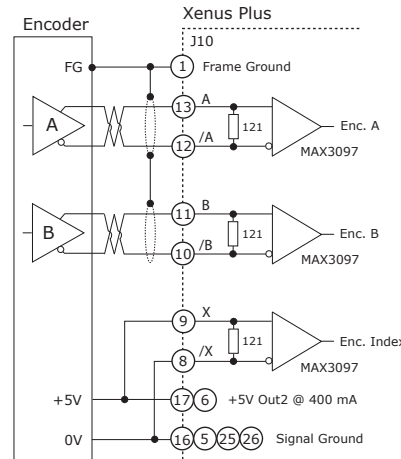 Encoder
Xenus Plus
J10
FG
1
Frame Ground
A
13
A
121
Enc. A
12
/A
MAX3097
B
11
B
121
Enc. B
10
/B
MAX3097
9
X
121
Enc. Index
8
/X
MAX3097
+5V
17
6
+5V Out2 @ 400 mA
0V
16
5
25
26
Signal Ground